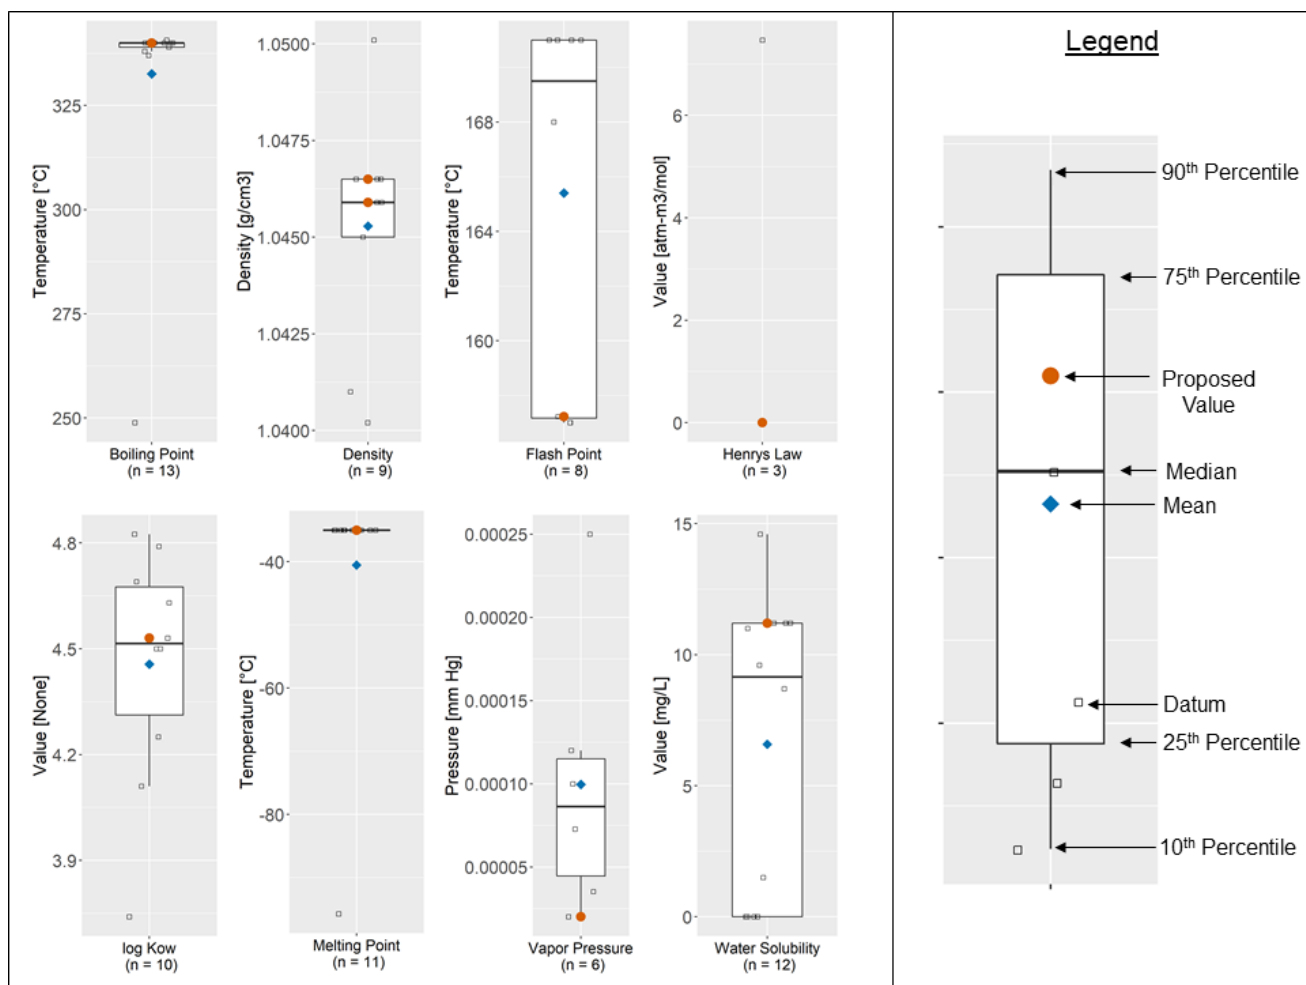 325
300
275
250
Temperature [°C]
Boiling Point
(n = 13)
1.0500
1.0475
1.0450
1.0425
1.0400
Density [g/cm3]
Density
(n = 9)
168
164
160
Temperature [°C]
Flash Point
(n = 8)
6
4
2
0
Value [atm-m3/mol]
Henrys Law
(n = 3)
4.8
4.5
4.2
3.9
Value [None]
log Kow
(n = 10)
-40
-60
-80
Temperature [°C]
Melting Point
(n = 11)
0.00025
0.00020
0.00015
0.00010
0.00005
Pressure [mm Hg]
Vapor Pressure
(n = 6)
15
10
5
0
Value [mg/L]
Water Solubility
(n = 12)
Legend
90th Percentile
75th Percentile
Proposed
Value
Median
Mean
Datum
25th Percentile
10th Percentile